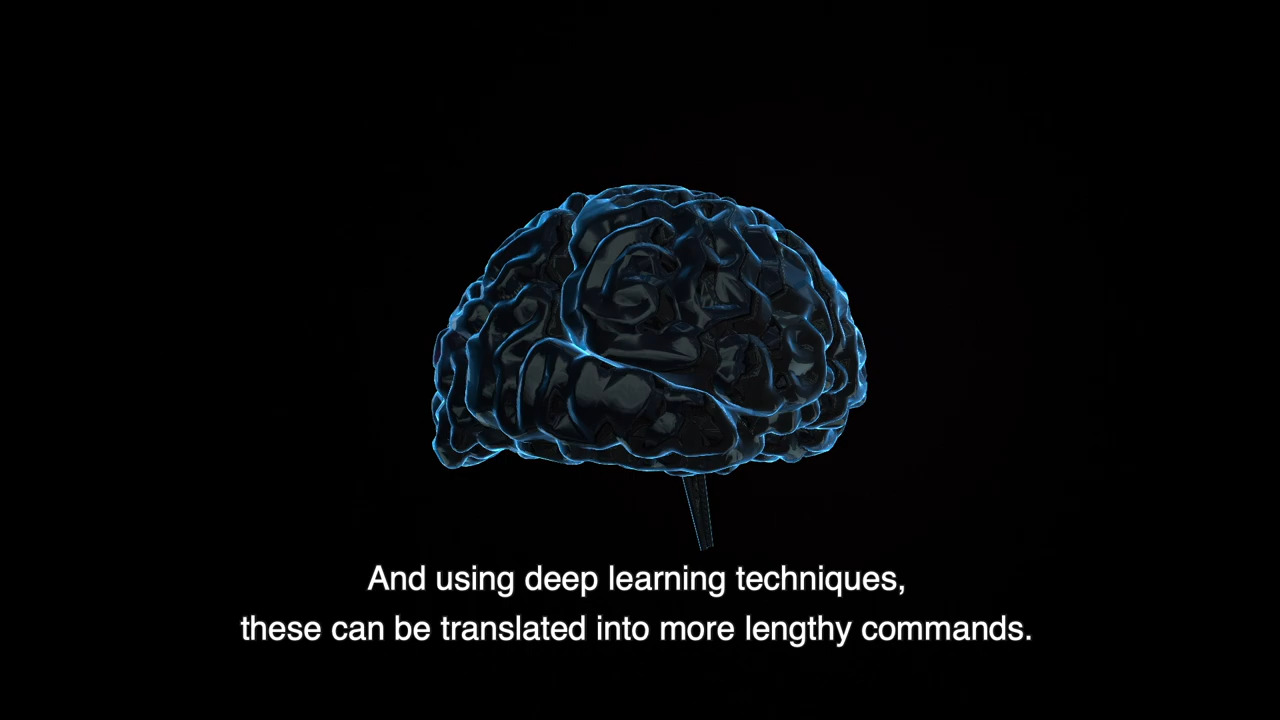 And using deep learning techniques,
these can be translated into more lengthy commands.